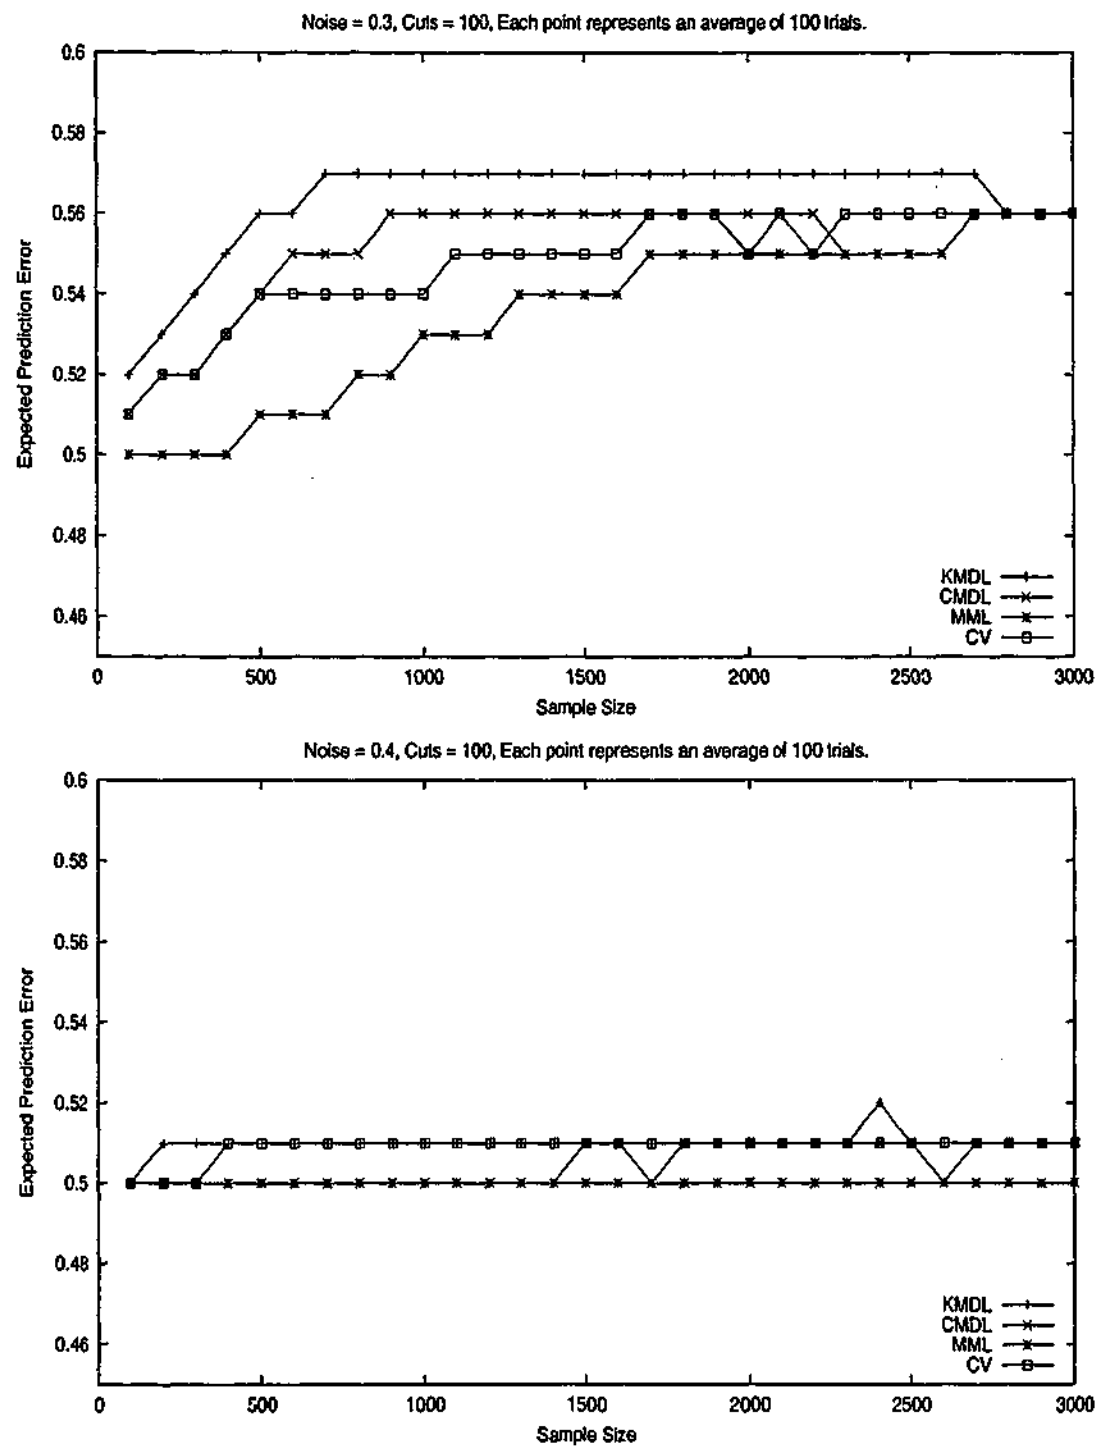 Noise = 0.3, Cuts = 100, Each point represents an average of 100 trials.
0.6
0.58
0.56
0.54
0.52
0.5
0.48
0.46
Expected Prediction Error
KMDL
CMDL
MML
CV
0 500 1000 1500 2000 2500 3000
Sample Size
Noise = 0.4, Cuts = 100, Each point represents an average of 100 trials.
0.6
0.58
0.56
0.54
0.52
0.5
0.48
0.46
Expected Prediction Error
KMDL
CMDL
MML
CV
0 500 1000 1500 2000 2500 3000
Sample Size